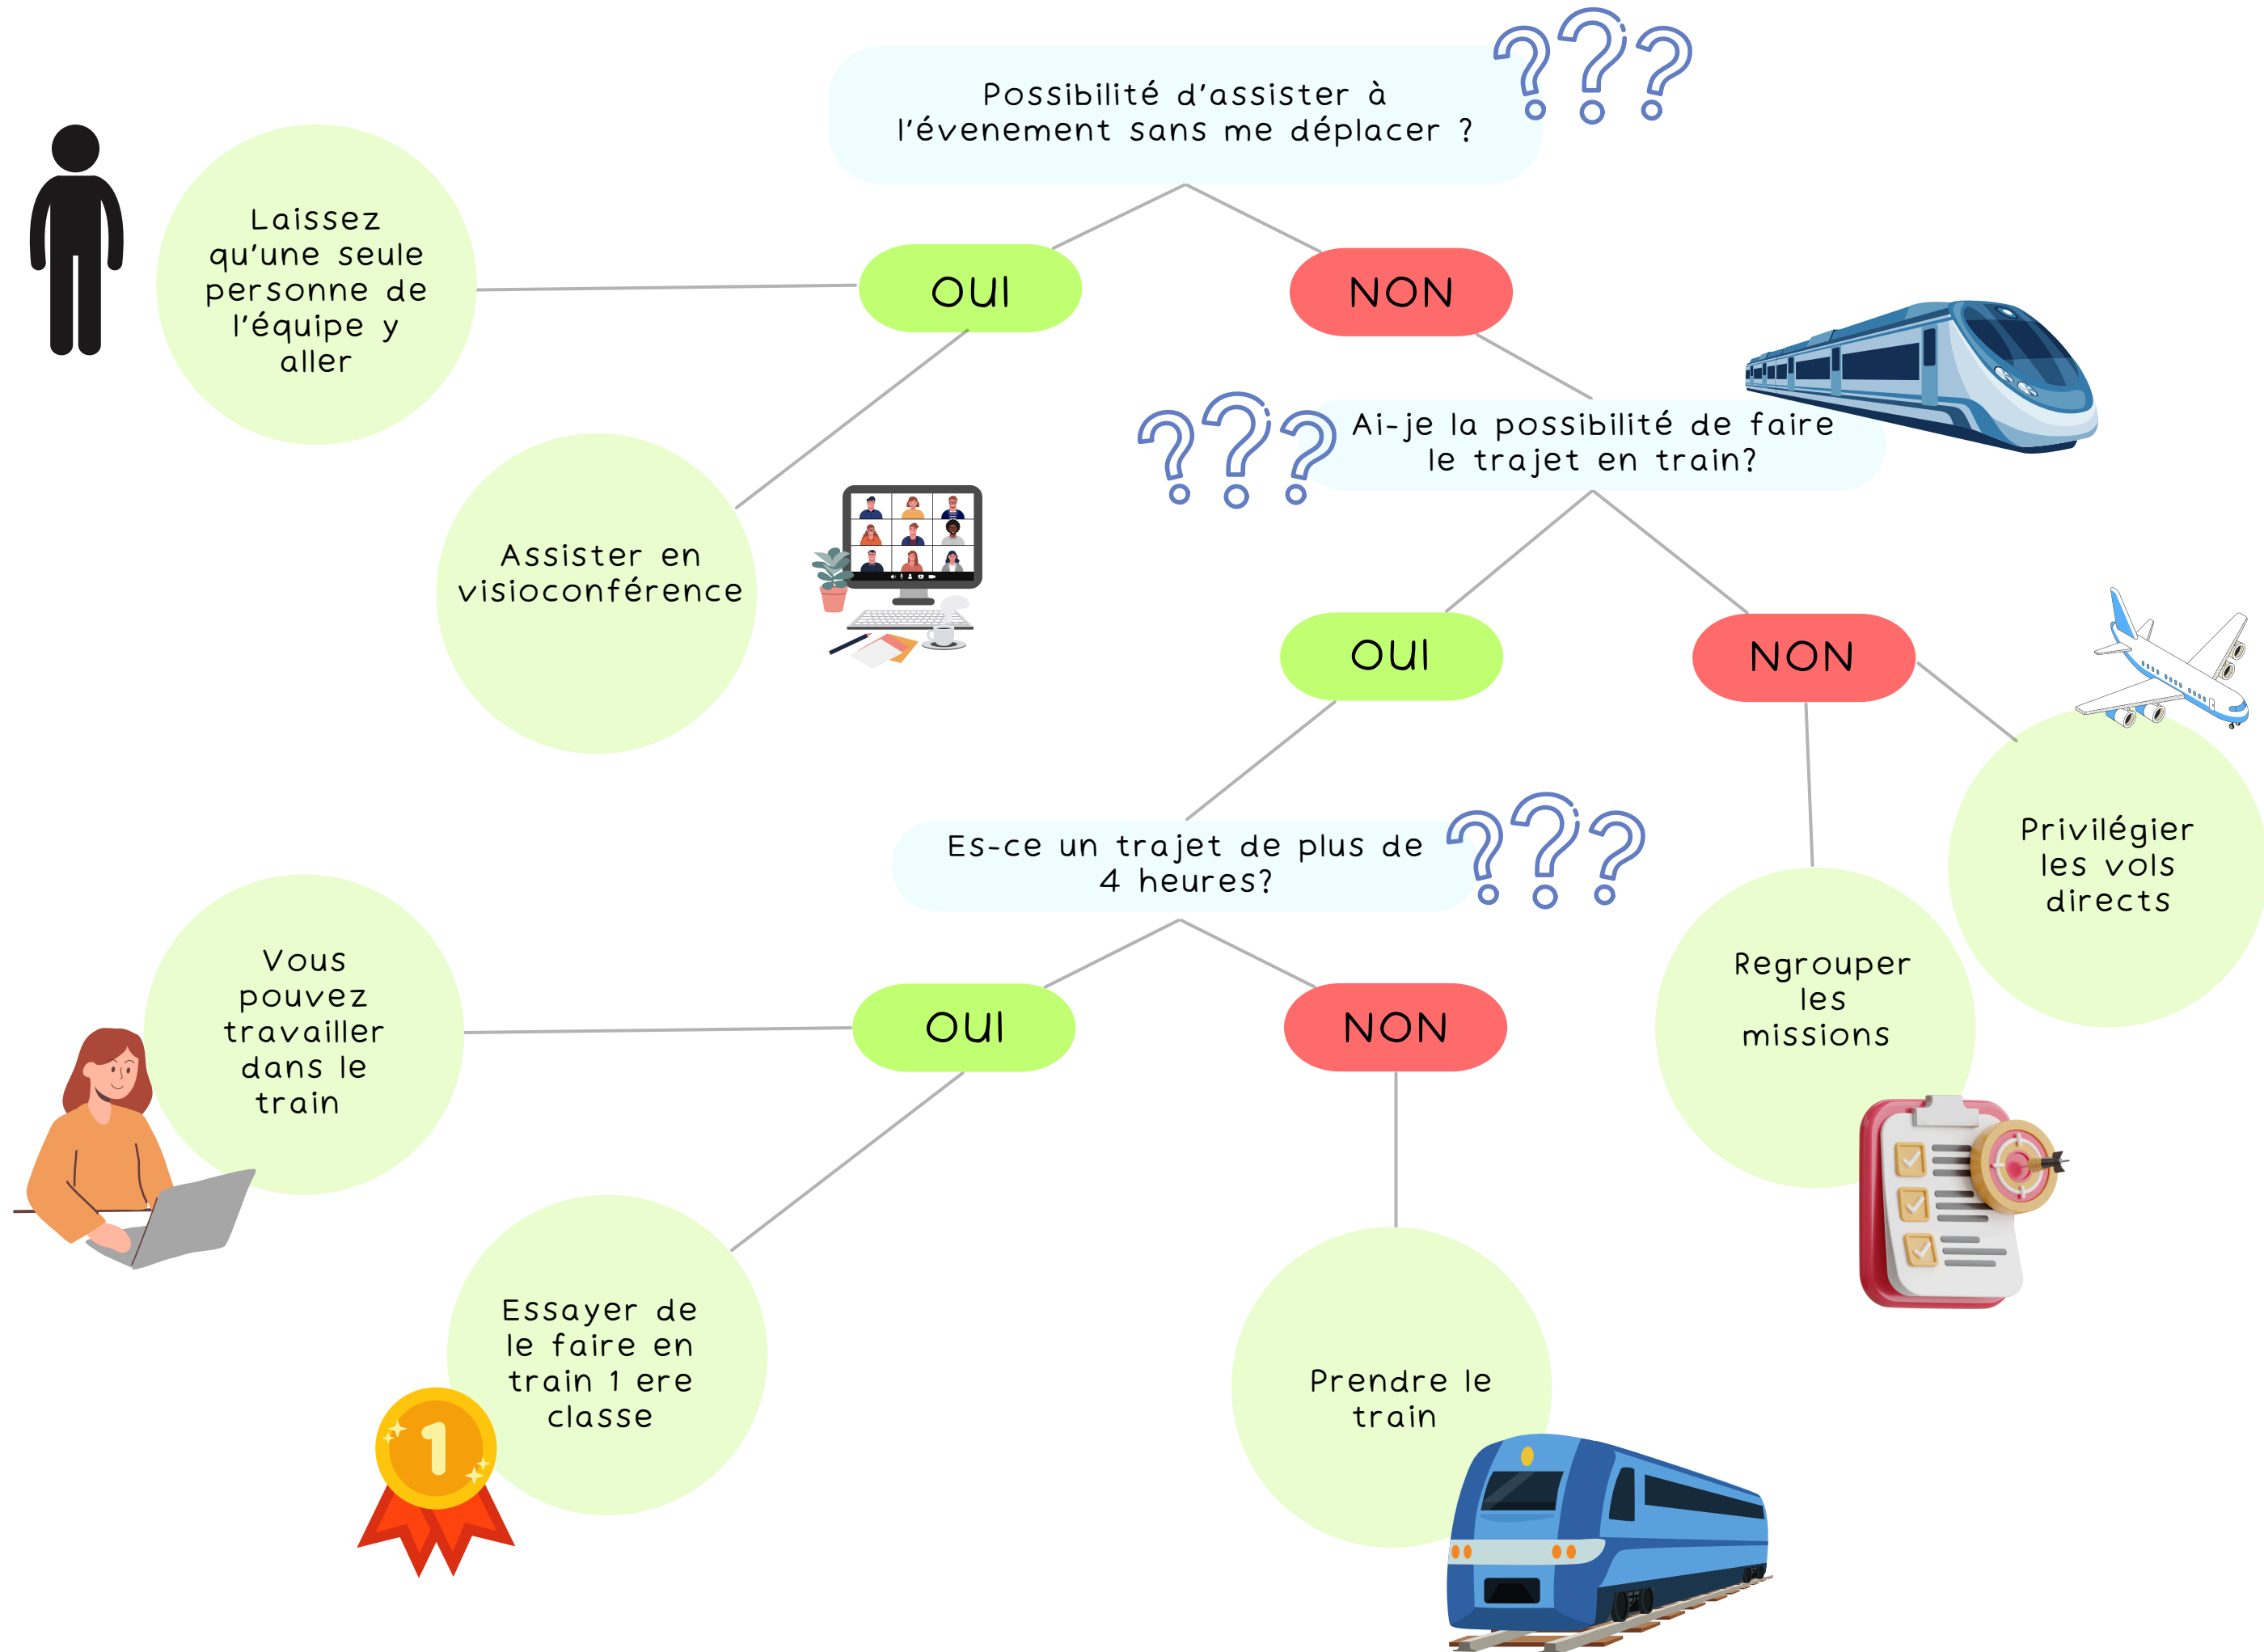 Possibilité d'assister à
l'évenement sans me déplacer ?
OUI
NON
Laissez
qu'une seule
personne de
l'équipe y
aller
Assister en
visioconférence
Ai-je la possibilité de faire
le trajet en train?
OUI
NON
Privilégier
les vols
directs
Regrouper
les
missions
Es-ce un trajet de plus de
4 heures?
OUI
NON
Vous
pouvez
travailler
dans le
train
Essayer de
le faire en
train 1 ere
classe
1
Prendre le
train